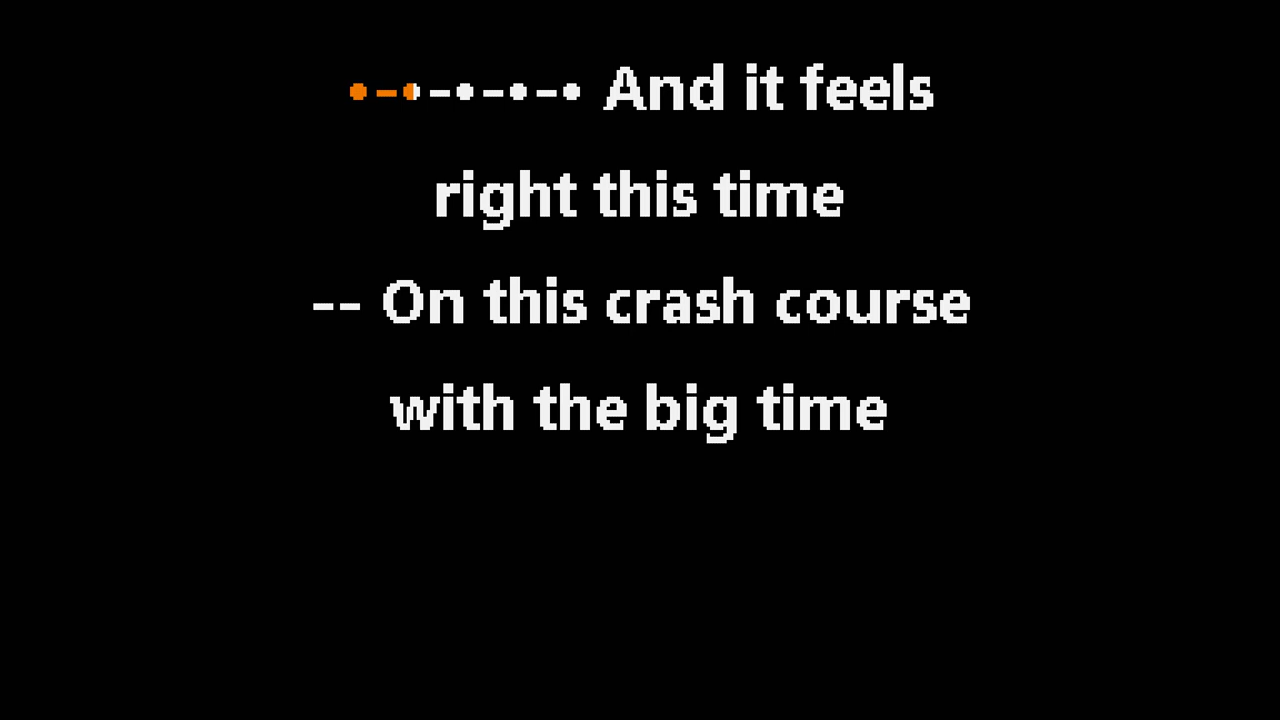 •-•-•-•-• And it feels
right this time
-- On this crash course
with the big time